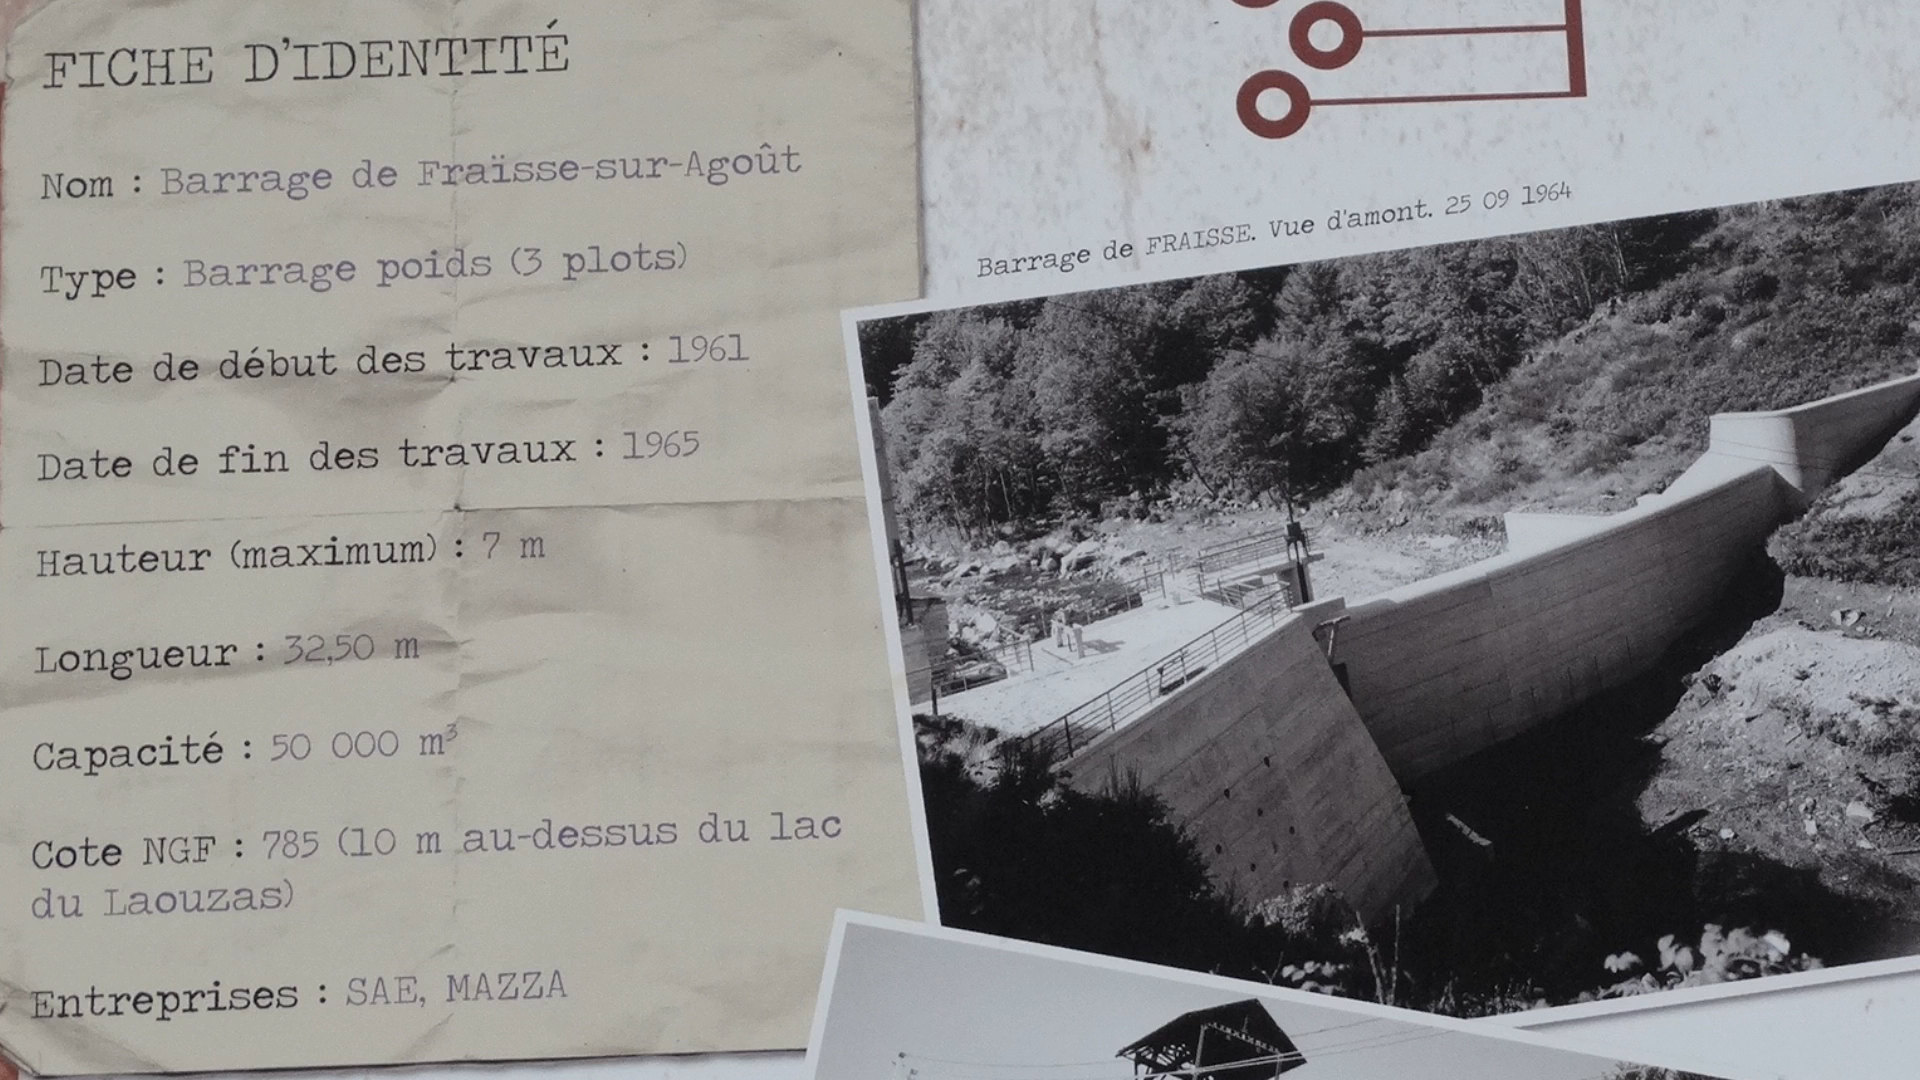 FICHE D'IDENTITÉ
Nom : Barrage de Fraïsse-sur-Agoût
Type : Barrage poids (3 plots)
Date de début des travaux : 1961
Date de fin des travaux : 1965
Hauteur (maximum) : 7 m
Longueur : 32,50 m
Capacité : 50 000 m³
Cote NGF : 785 (10 m au-dessus du lac
du Laouzas)
Entreprises : SAE, MAZZA
Barrage de FRAISSE. Vue d'amont. 25 09 1964